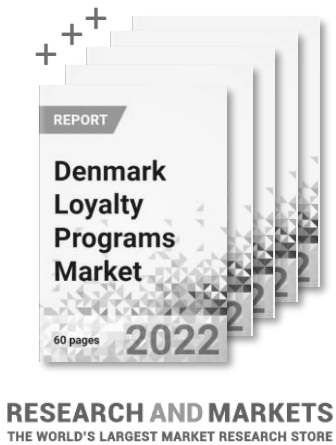 REPORT
Denmark
Loyalty
Programs
Market
60 pages
2022
RESEARCH AND MARKETS
THE WORLD'S LARGEST MARKET RESEARCH STORE